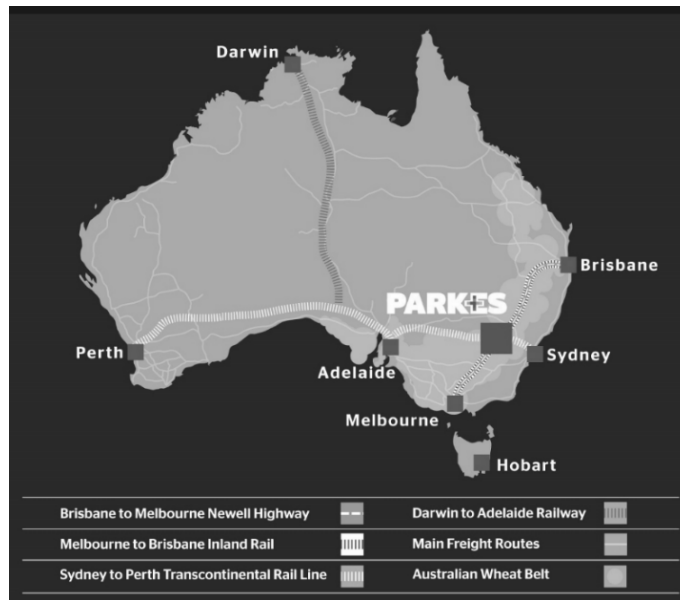 Darwin
Brisbane
PARKES
Perth
Adelaide
Sydney
Melbourne
Hobart
Brisbane to Melbourne Newell Highway
Darwin to Adelaide Railway
Melbourne to Brisbane Inland Rail
Main Freight Routes
Sydney to Perth Transcontinental Rail Line
Australian Wheat Belt